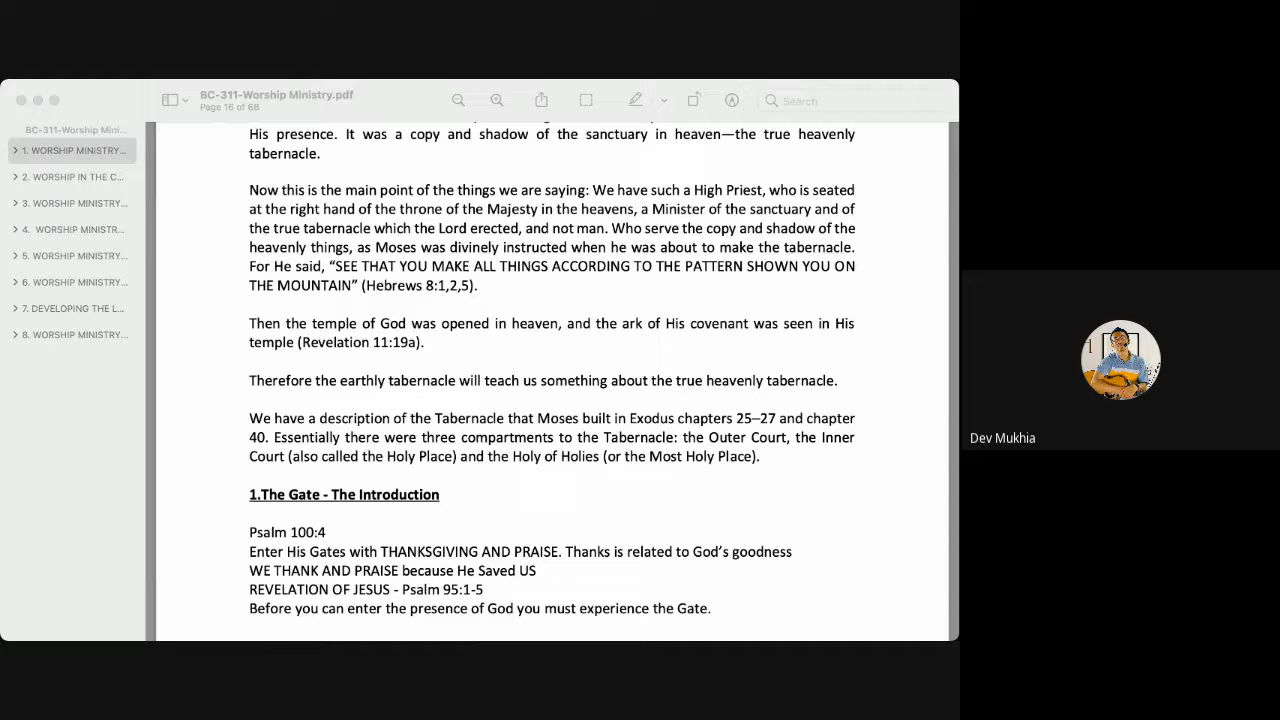 BC-311-Worship Ministry.pdf
Page 16 of 68
Search
BC-311-Worship Mini...
1. WORSHIP MINISTRY...
2. WORSHIP IN THE C...
3. WORSHIP MINISTRY...
4. WORSHIP MINISTR...
5. WORSHIP MINISTRY...
6. WORSHIP MINISTRY...
7. DEVELOPING THE L...
8. WORSHIP MINISTRY...
His presence. It was a copy and shadow of the sanctuary in heaven—the true heavenly
tabernacle.
Now this is the main point of the things we are saying: We have such a High Priest, who is seated
at the right hand of the throne of the Majesty in the heavens, a Minister of the sanctuary and of
the true tabernacle which the Lord erected, and not man. Who serve the copy and shadow of the
heavenly things, as Moses was divinely instructed when he was about to make the tabernacle.
For He said, “SEE THAT YOU MAKE ALL THINGS ACCORDING TO THE PATTERN SHOWN YOU ON
THE MOUNTAIN” (Hebrews 8:1,2,5).
Then the temple of God was opened in heaven, and the ark of His covenant was seen in His
temple (Revelation 11:19a).
Therefore the earthly tabernacle will teach us something about the true heavenly tabernacle.
We have a description of the Tabernacle that Moses built in Exodus chapters 25–27 and chapter
40. Essentially there were three compartments to the Tabernacle: the Outer Court, the Inner
Court (also called the Holy Place) and the Holy of Holies (or the Most Holy Place).
1.The Gate - The Introduction
Psalm 100:4
Enter His Gates with THANKSGIVING AND PRAISE. Thanks is related to God’s goodness
WE THANK AND PRAISE because He Saved US
REVELATION OF JESUS - Psalm 95:1-5
Before you can enter the presence of God you must experience the Gate.
Dev Mukhia